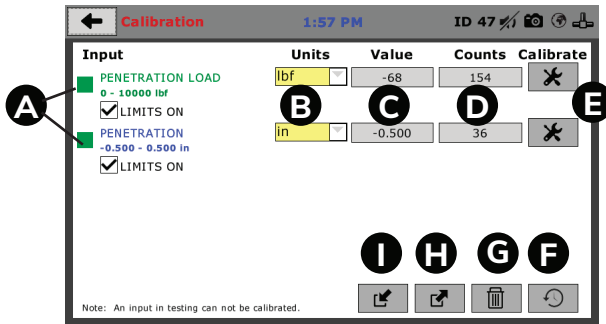 Calibration 1:57 PM ID 47
Input Units Value Counts Calibrate
PENETRATION LOAD lbf -68 154
0 - 10000 lbf
A B C D E
LIMITS ON
PENETRATION in -0.500 36
-0.500 - 0.500 in
LIMITS ON
I H G F
Note: An input in testing can not be calibrated.